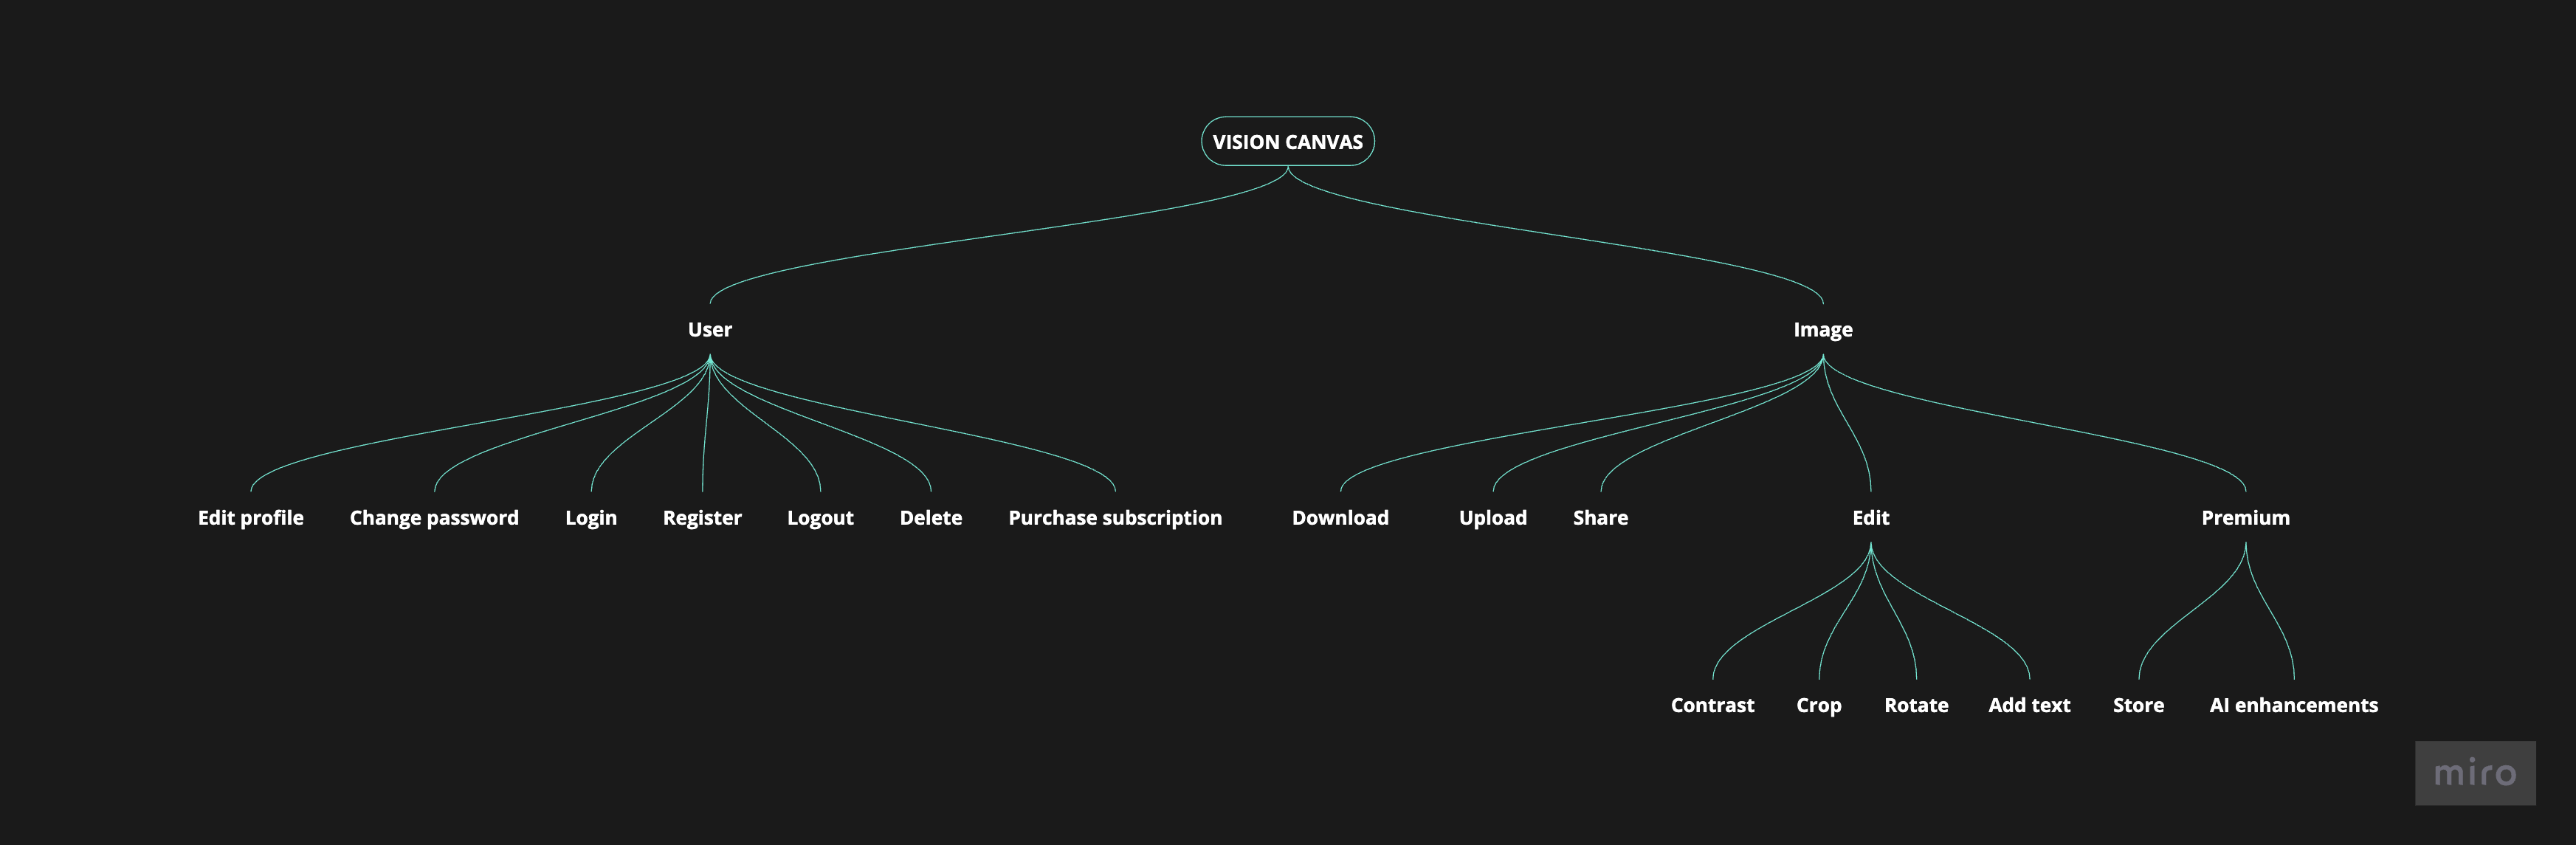 VISION CANVAS
User
Image
Edit profile
Change password
Login
Register
Logout
Delete
Purchase subscription
Download
Upload
Share
Edit
Premium
Contrast
Crop
Rotate
Add text
Store
AI enhancements
miro